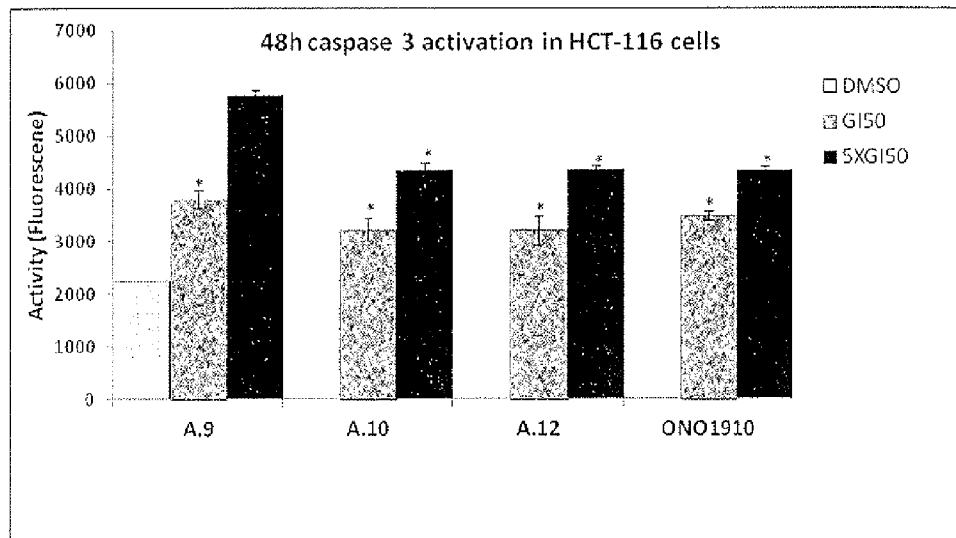 48h caspase 3 activation in HCT-116 cells
7000
6000
5000
4000
3000
2000
1000
0
Activity (Fluorescene)
DMSO
GI50
5XGI50
*
*
*
*
*
*
*
A.9
A.10
A.12
ONO1910